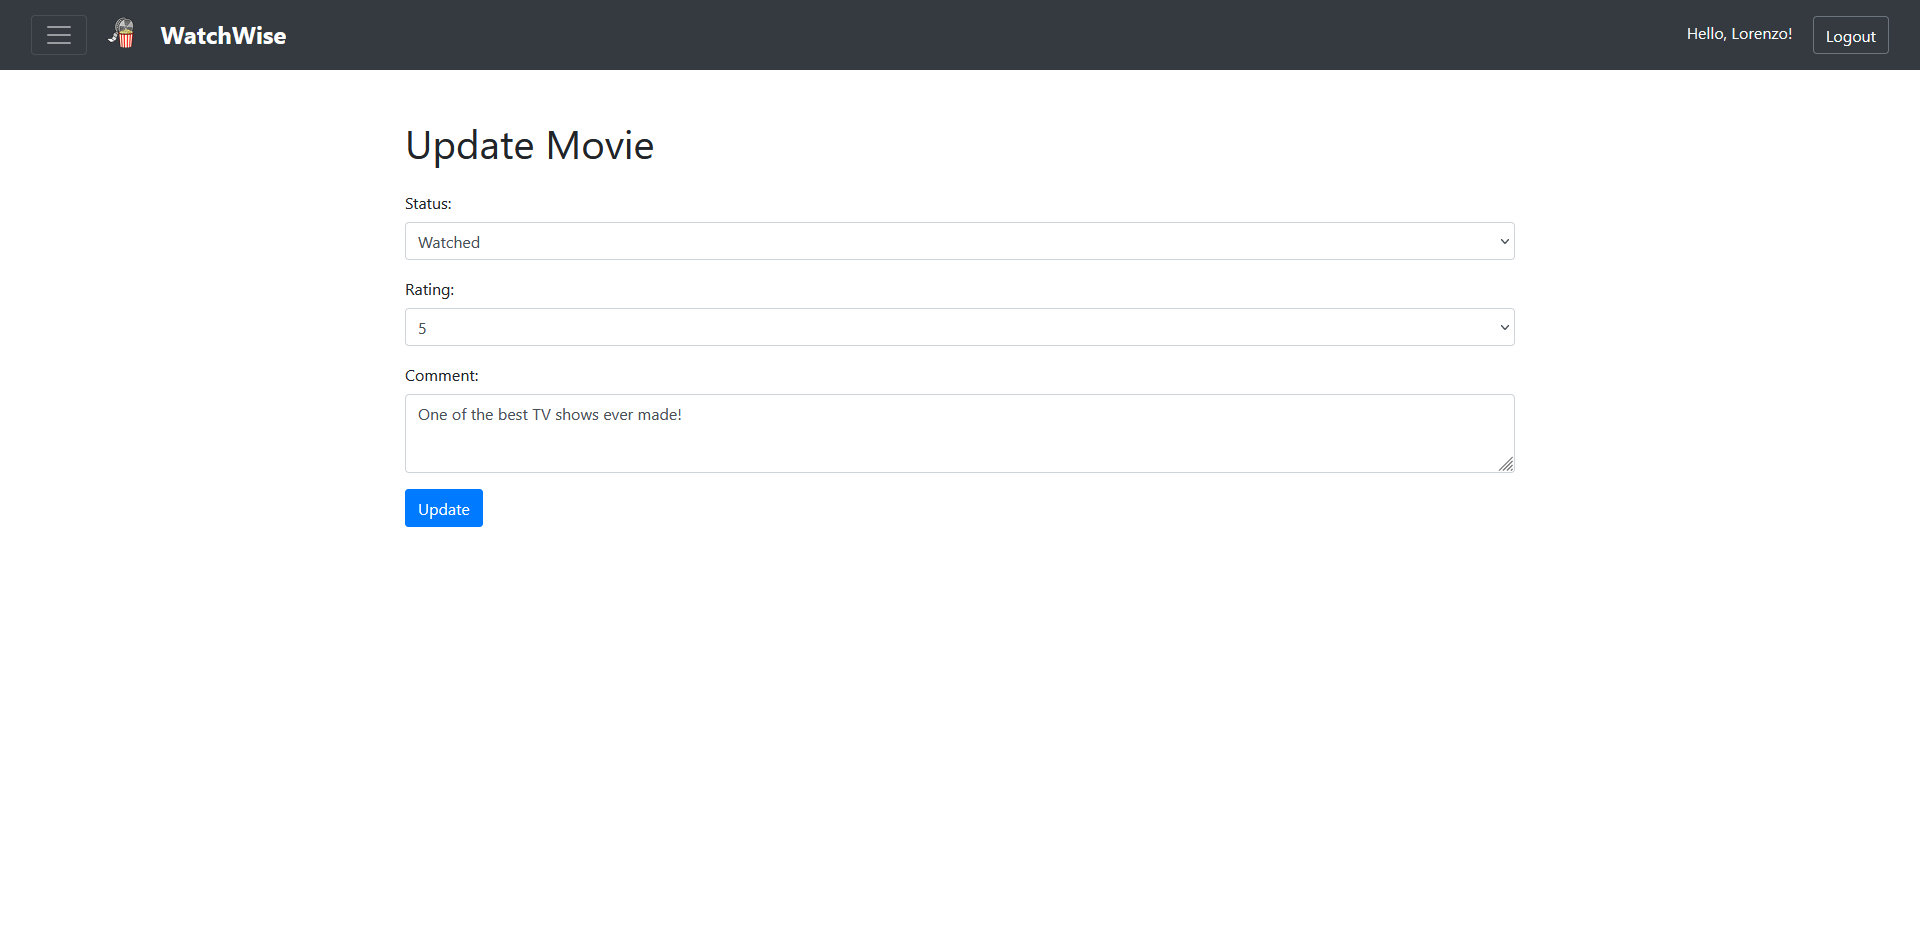 WatchWise
Hello, Lorenzo!
Logout
Update Movie
Status:
Watched
Rating:
5
Comment:
One of the best TV shows ever made!
Update